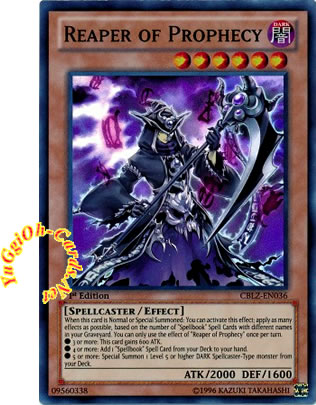 REAPER OF PROPHECY
DARK
闇
YuGgiOh-Cards.Net
1st Edition
CBLZ-EN036
[SPELLCASTER / EFFECT]
When this card is Normal or Special Summoned: You can activate this effect; apply as many
effects as possible, based on the number of "Spellbook" Spell Cards with different names
in your Graveyard. You can only use the effect of "Reaper of Prophecy" once per turn.
● 3 or more: This card gains 600 ATK.
● 4 or more: Add 1 "Spellbook" Spell Card from your Deck to your hand.
● 5 or more: Special Summon 1 Level 5 or higher DARK Spellcaster-Type monster from
your Deck.
ATK/2000 DEF/1600
09560338
©1996 KAZUKI TAKAHASHI